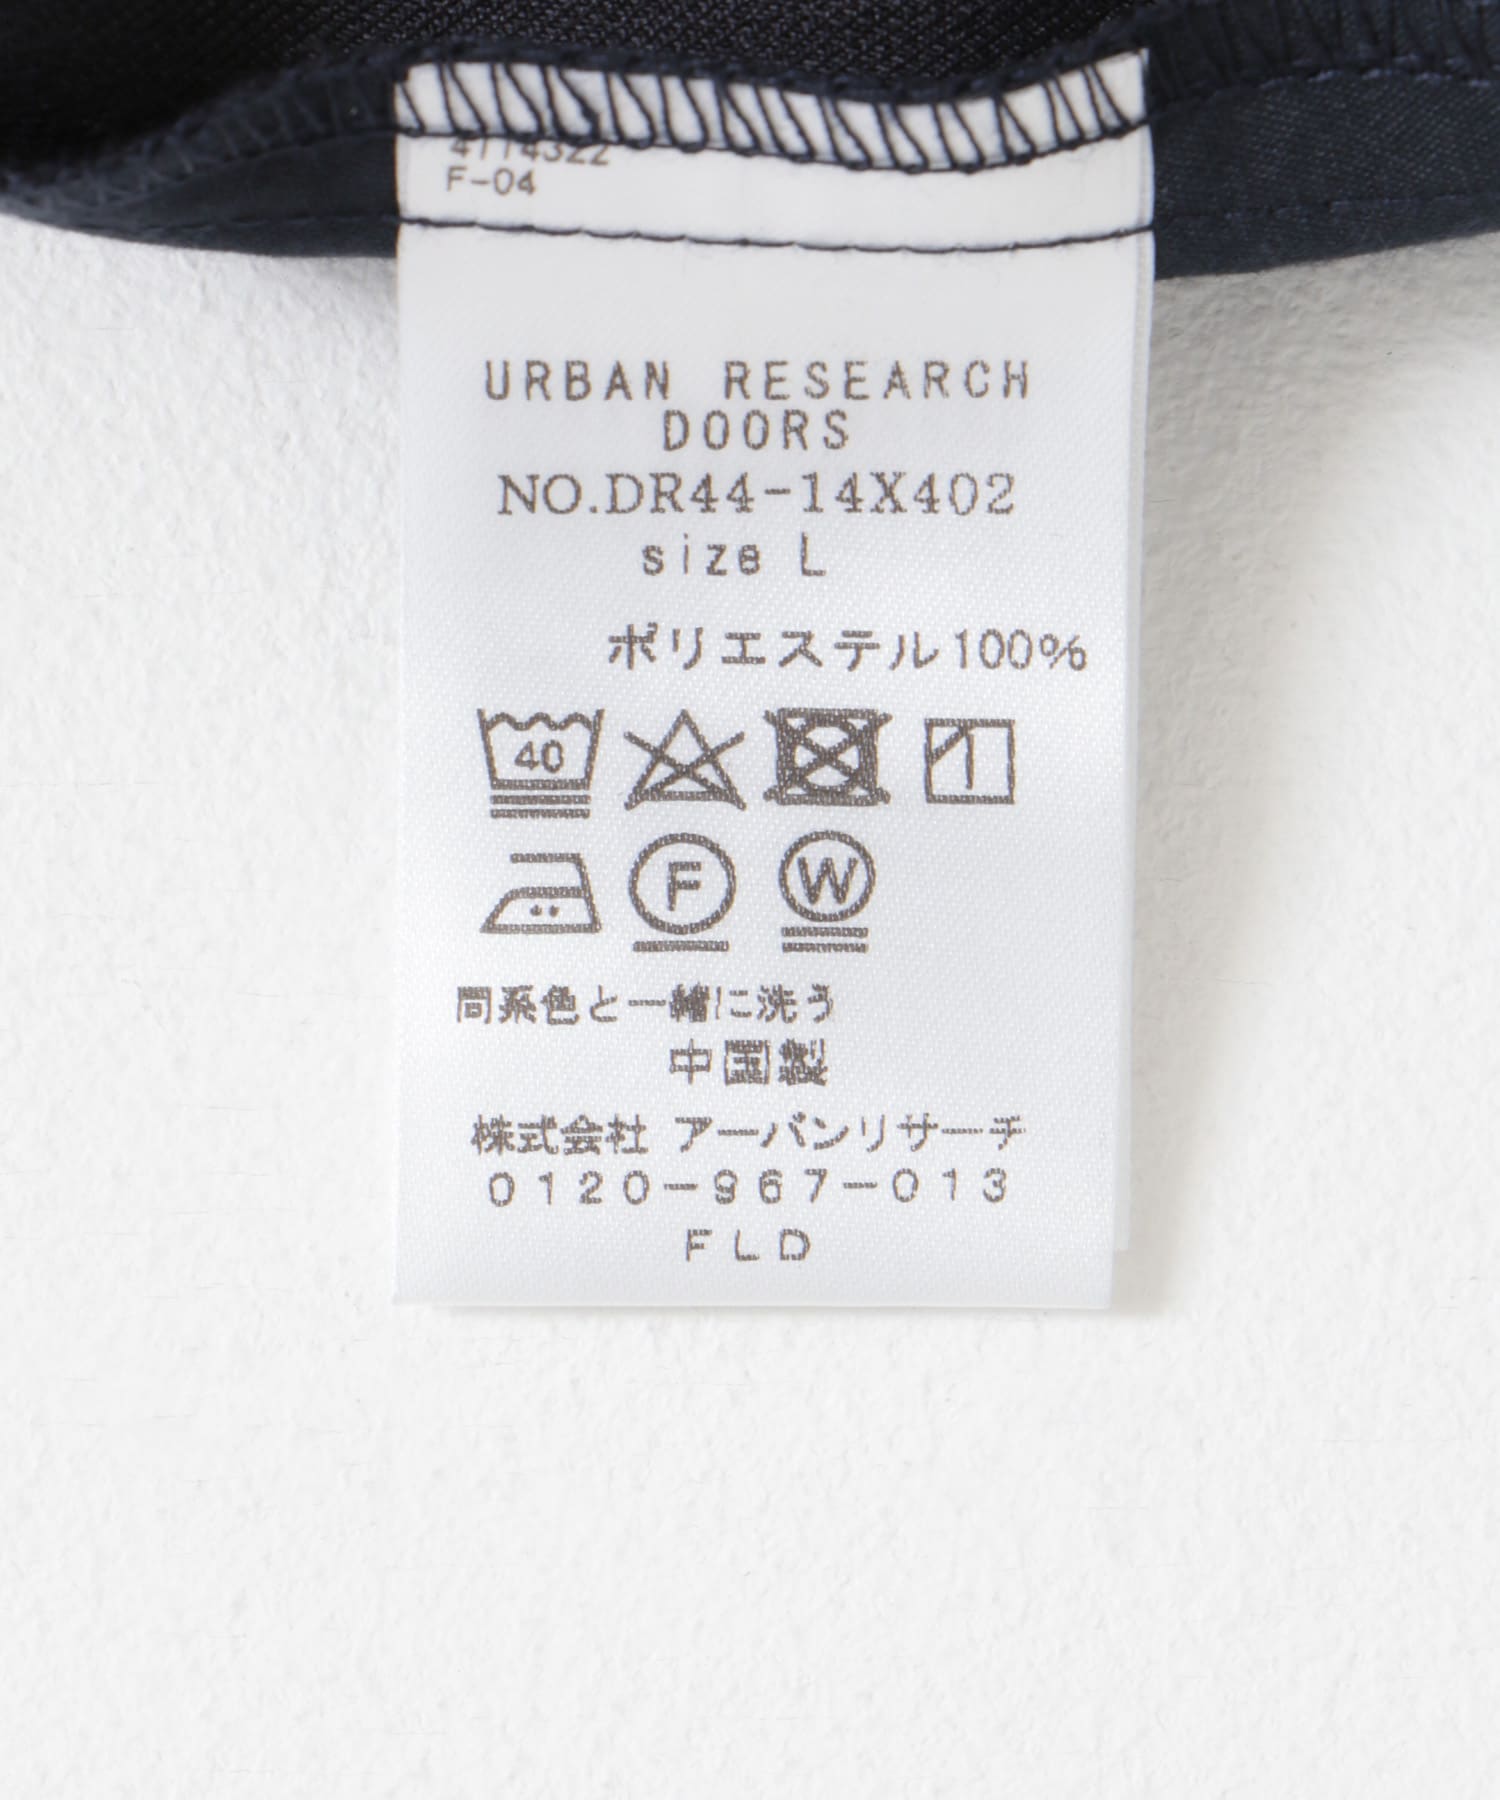 4114322
F-04
URBAN RESEARCH
DOORS
NO.DR44-14X402
size L
ポリエステル100%
40
F
W
同系色と一緒に洗う
中国製
株式会社 アーバンリサーチ
0120-967-013
FLD